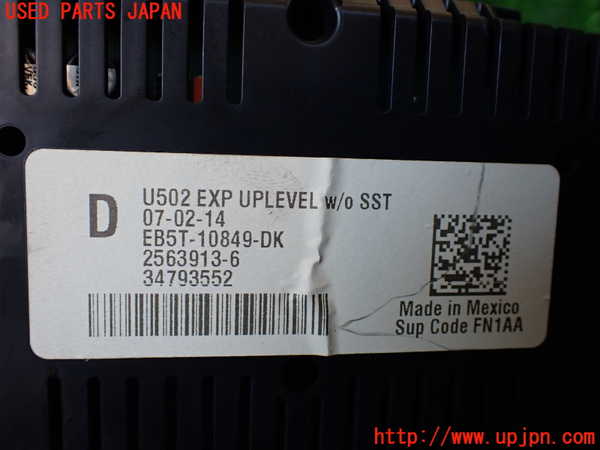 USED PARTS JAPAN
D
U502 EXP UPLEVEL w/o SST
07-02-14
EB5T-10849-DK
2563913-6
34793552
Made in Mexico
Sup Code FN1AA
http://www.upjpn.com/